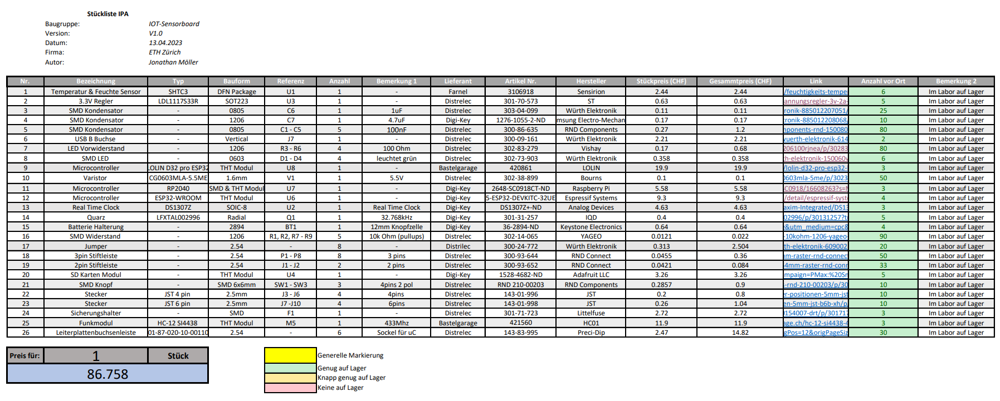 Stückliste IPA
Baugruppe: IOT-Sensorboard
Version: V1.0
Datum: 13.04.2023
Firma: ETH Zürich
Autor: Jonathan Möller
Nr. Bezeichnung Typ Bauform Referenz Anzahl Bemerkung 1 Lieferant Artikel Nr. Hersteller Stückpreis (CHF) Gesammtpreis (CHF) Link Anzahl vor Ort Bemerkung 2
1 Temperatur & Feuchte Sensor SHTC3 DFN Package U1 1 - Farnel 3106918 Sensirion 2.44 2.44 /feuchtigkeits-tempe 6 Im Labor auf Lager
2 3.3V Regler LDL1117S33R SOT223 U3 1 - Distrelec 301-70-573 ST 0.63 0.63 annungsregler-3v-2a- 5 Im Labor auf Lager
3 SMD Kondensator - 0805 C6 1 1uF Distrelec 303-04-099 Würth Elektronik 0.11 0.11 ronik-885012207051/ 25 Im Labor auf Lager
4 SMD Kondensator - 1206 C7 1 4.7uF Digi-Key 1276-1055-2-ND msung Electro-Mechan 0.17 0.17 ronik-885012208068/ 10 Im Labor auf Lager
5 SMD Kondensator - 0805 C1 - C5 5 100nF Distrelec 300-86-635 RND Components 0.27 1.2 nponents-rnd-150080 80 Im Labor auf Lager
6 USB B Buchse - Vertical J7 1 - Distrelec 300-09-161 Würth Elektronik 2.21 2.21 vuerth-elektronik-614 2 Im Labor auf Lager
7 LED Vorwiderstand - 1206 R3 - R6 4 100 Ohm Distrelec 302-83-279 Vishay 0.17 0.68 206100rjnea/p/30283 80 Im Labor auf Lager
8 SMD LED - 0603 D1 - D4 4 leuchtet grün Distrelec 302-73-903 Würth Elektronik 0.358 0.358 h-elektronik-150060v 6 Im Labor auf Lager
9 Microcontroller LOLIN D32 pro ESP32 THT Modul U8 1 - Bastelgarage 420861 LOLIN 19.9 19.9 /lolin-d32-pro-esp32- 3 Im Labor auf Lager
10 Varistor CG0603MLA-5.5ME 1.6mm V1 1 5.5V Distrelec 302-38-899 Bourns 0.1 0.1 0603mla-5me/p/3023 50 Im Labor auf Lager
11 Microcontroller RP2040 SMD & THT Modul U7 1 - Digi-Key 2648-SC0918CT-ND Raspberry Pi 5.58 5.58 SC0918/16608263?s=N 3 Im Labor auf Lager
12 Microcontroller ESP32-WROOM THT Modul U6 1 - Digi-Key 5-ESP32-DEVKITC-32UE Espressif Systems 9.3 9.3 /detail/espressif-syst 4 Im Labor auf Lager
13 Real Time Clock DS1307Z SOIC-8 U2 1 Real Time Clock Digi-Key DS1307Z+-ND Analog Devices 4.63 4.63 axim-Integrated/DS13 3 Im Labor auf Lager
14 Quarz LFXTAL002996 Radial Q1 1 32.768kHz Digi-Key 301-31-257 IQD 0.4 0.4 02996/p/30131257?t 5 Im Labor auf Lager
15 Batterie Halterung - 2894 BT1 1 12mm Knopfzelle Digi-Key 36-2894-ND Keystone Electronics 0.64 0.64 &utm_medium=cpc& 4 Im Labor auf Lager
16 SMD Widerstand - 1206 R1, R2, R7 - R9 5 10k Ohm (pullups) Distrelec 302-14-065 YAGEO 0.0121 0.022 -10kohm-1206-yageo- 90 Im Labor auf Lager
17 Jumper - 2.54 - 8 - Distrilec 300-24-772 Würth Elektronik 0.313 2.504 th-elektronik-609002 20 Im Labor auf Lager
18 3pin Stiftleiste - 2.54 P1 - P8 8 3 pins Distrelec 300-93-644 RND Connect 0.0455 0.36 m-raster-rnd-connec 50 Im Labor auf Lager
19 2pin Stiftleiste - 2.54 J1 - J2 2 2 pins Distrelec 300-93-652 RND Connect 0.0421 0.084 4mm-raster-rnd-conn 33 Im Labor auf Lager
20 SD Karten Modul - THT Modul U4 1 - Digi-Key 1528-4682-ND Adafruit LLC 3.26 3.26 mpaign=PMax:%20Sn 5 Im Labor auf Lager
21 SMD Knopf - SMD 6x6mm SW1 - SW3 3 4pins 2 pol Distrelec RND 210-00203 RND Components 0.2857 0.9 -rnd-210-00203/p/30 10 Im Labor auf Lager
22 Stecker JST 4 pin 2.5mm J3 - J6 4 4pins Distrelec 143-01-996 JST 0.2 0.8 er-positionen-5mm-jst 10 Im Labor auf Lager
23 Stecker JST 6 pin 2.5mm J7 -J10 4 6pins Distrelec 143-01-998 JST 0.26 1.04 en-5mm-jst-b6b-xh/p 10 Im Labor auf Lager
24 Sicherungshalter - SMD F1 1 - Distrelec 301-71-723 Littelfuse 2.72 2.72 0154007-drt/p/30171 3 Im Labor auf Lager
25 Funkmodul HC-12 SI4438 THT Modul M5 1 433Mhz Bastelgarage 421560 HC01 11.9 11.9 age.ch/hc-12-si4438-4 3 Im Labor auf Lager
26 Leiterplattenbuchsenleiste 01-87-020-10-00110 2.54 - 6 Sockel für uC Distrelec 143-83-995 Preci-Dip 2.47 14.82 gPos=12&origPageSiz 30 Im Labor auf Lager
Preis für: 1 Stück
86.758
Generelle Markierung
Genug auf Lager
Knapp genug auf Lager
Keine auf Lager